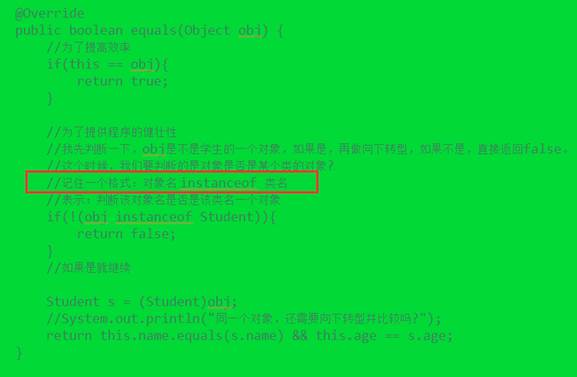 @Override
public boolean equals(Object obj) {
//为了提高效率
if(this == obj){
return true;
}
//为了提供程序的健壮性
//我先判断一下，obj是不是学生的一个对象，如果是，再做向下转型，如果不是，直接返回false。
//这个时候，我们要判断的是对象是否是某个类的对象?
//记住一个格式：对象名 instanceof 类名
//表示：判断该对象名是否是该类名一个对象
if(!(obj instanceof Student)){
return false;
}
//如果是就继续
Student s = (Student)obj;
//System.out.println("同一个对象，还需要向下转型并比较吗?");
return this.name.equals(s.name) && this.age == s.age;
}